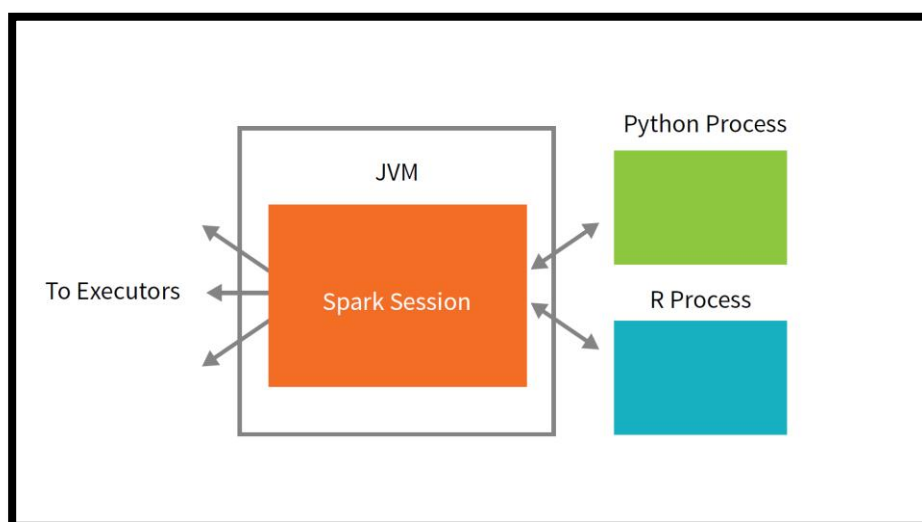 Python Process
JVM
To Executors
Spark Session
R Process